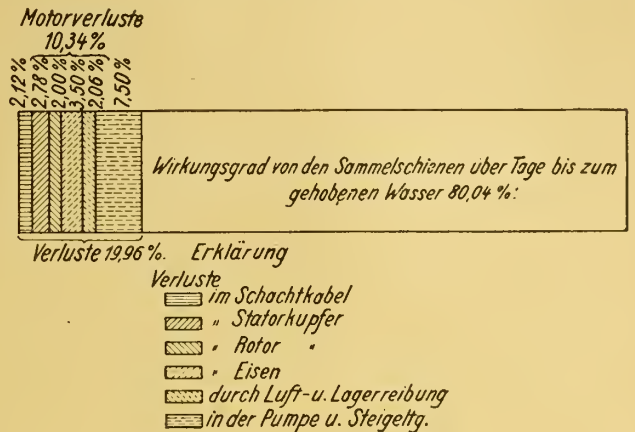 Motorverluste
10,34 %
2,12 %
2,78 %
2,00 %
3,50 %
2,06 %
7,50 %
Wirkungsgrad von den Sammelschienen über Tage bis zum
gehobenen Wasser 80,04 %:
Verluste 19,96 %. Erklärung
Verluste
im Schachtkabel
" Statorkupfer
" Rotor "
" Eisen
durch Luft- u. Lagerreibung
in der Pumpe u. Steigeltg.